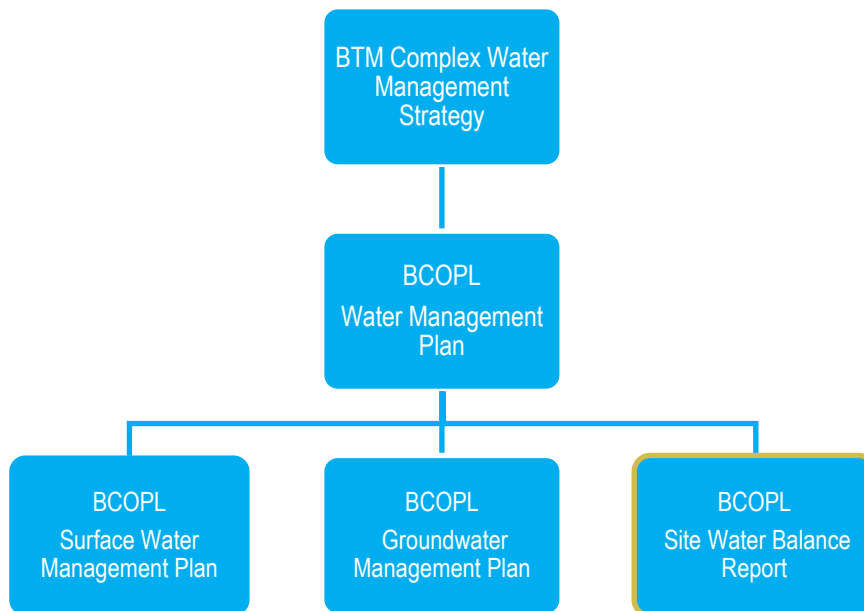 BTM Complex Water
Management
Strategy
BCOPL
Water Management
Plan
BCOPL
Surface Water
Management Plan
BCOPL
Groundwater
Management Plan
BCOPL
Site Water Balance
Report